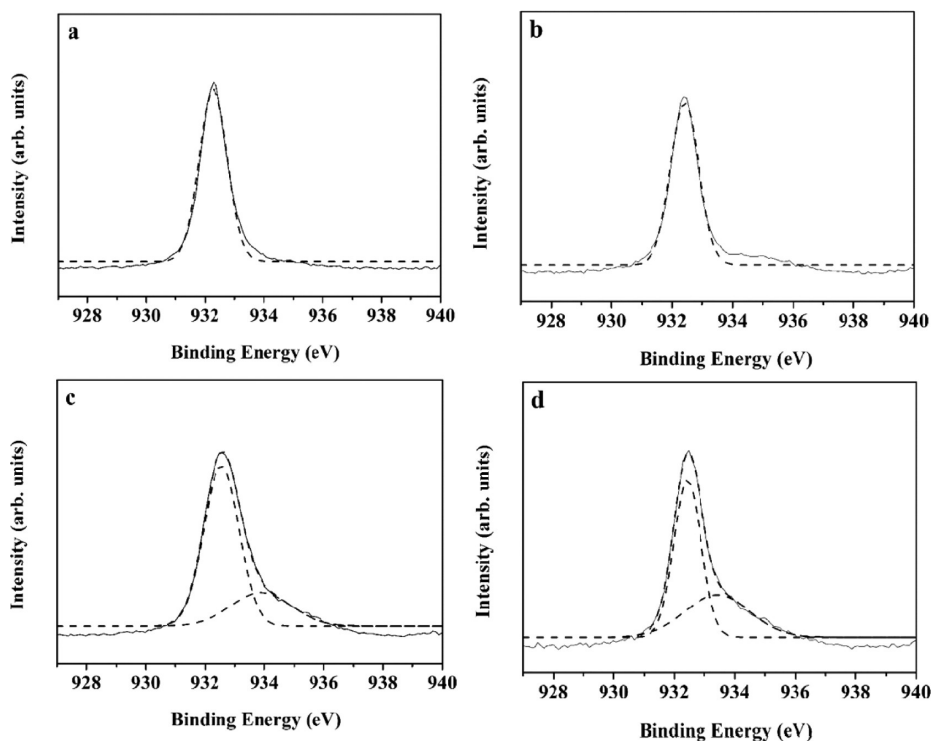 a
Intensity (arb. units)
928 930 932 934 936 938 940
Binding Energy (eV)
b
Intensity (arb. units)
928 930 932 934 936 938 940
Binding Energy (eV)
c
Intensity (arb. units)
928 930 932 934 936 938 940
Binding Energy (eV)
d
Intensity (arb. units)
928 930 932 934 936 938 940
Binding Energy (eV)